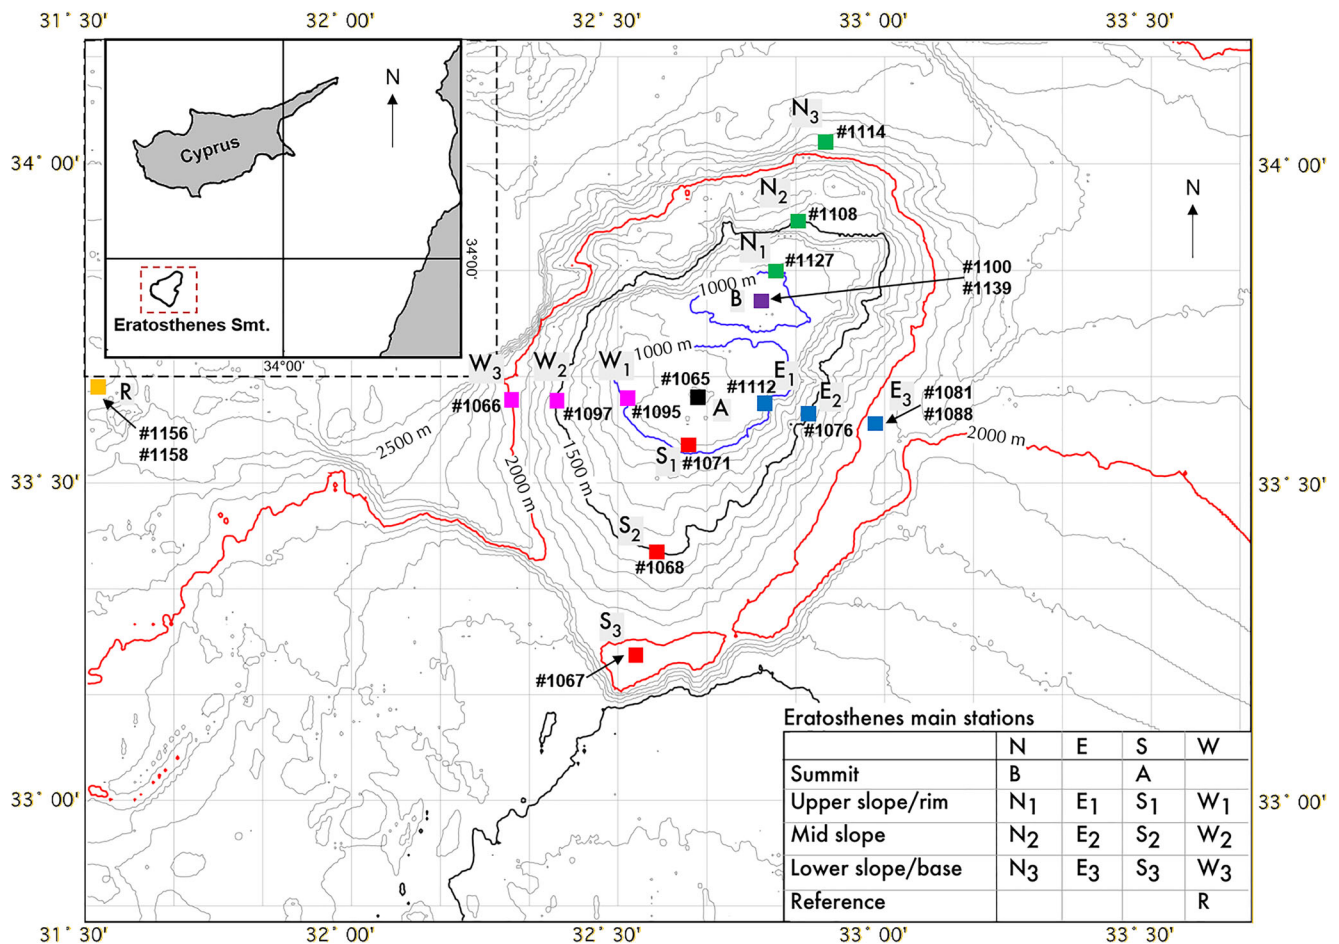 31° 30' 32° 00' 32° 30' 33° 00' 33° 30'
N
Cyprus
34°00'
Eratosthenes Smt.
34°00'
N3
#1114
34° 00' 34° 00'
N
N2
#1108
N1
#1127
1000 m
B
#1100
#1139
1000 m
W3 W2 W1
E1
#1065
#1112
A
E2
E3
#1081
#1088
R
#1066 #1097 #1095
#1076
#1156
#1158
2500 m
2000 m
S1 #1071
2000 m
1500 m
33° 30' 33° 30'
S2
#1068
S3
#1067
Eratosthenes main stations
N E S W
Summit B A
Upper slope/rim N1 E1 S1 W1
Mid slope N2 E2 S2 W2
Lower slope/base N3 E3 S3 W3
Reference R
33° 00' 33° 00'
31° 30' 32° 00' 32° 30' 33° 00' 33° 30'